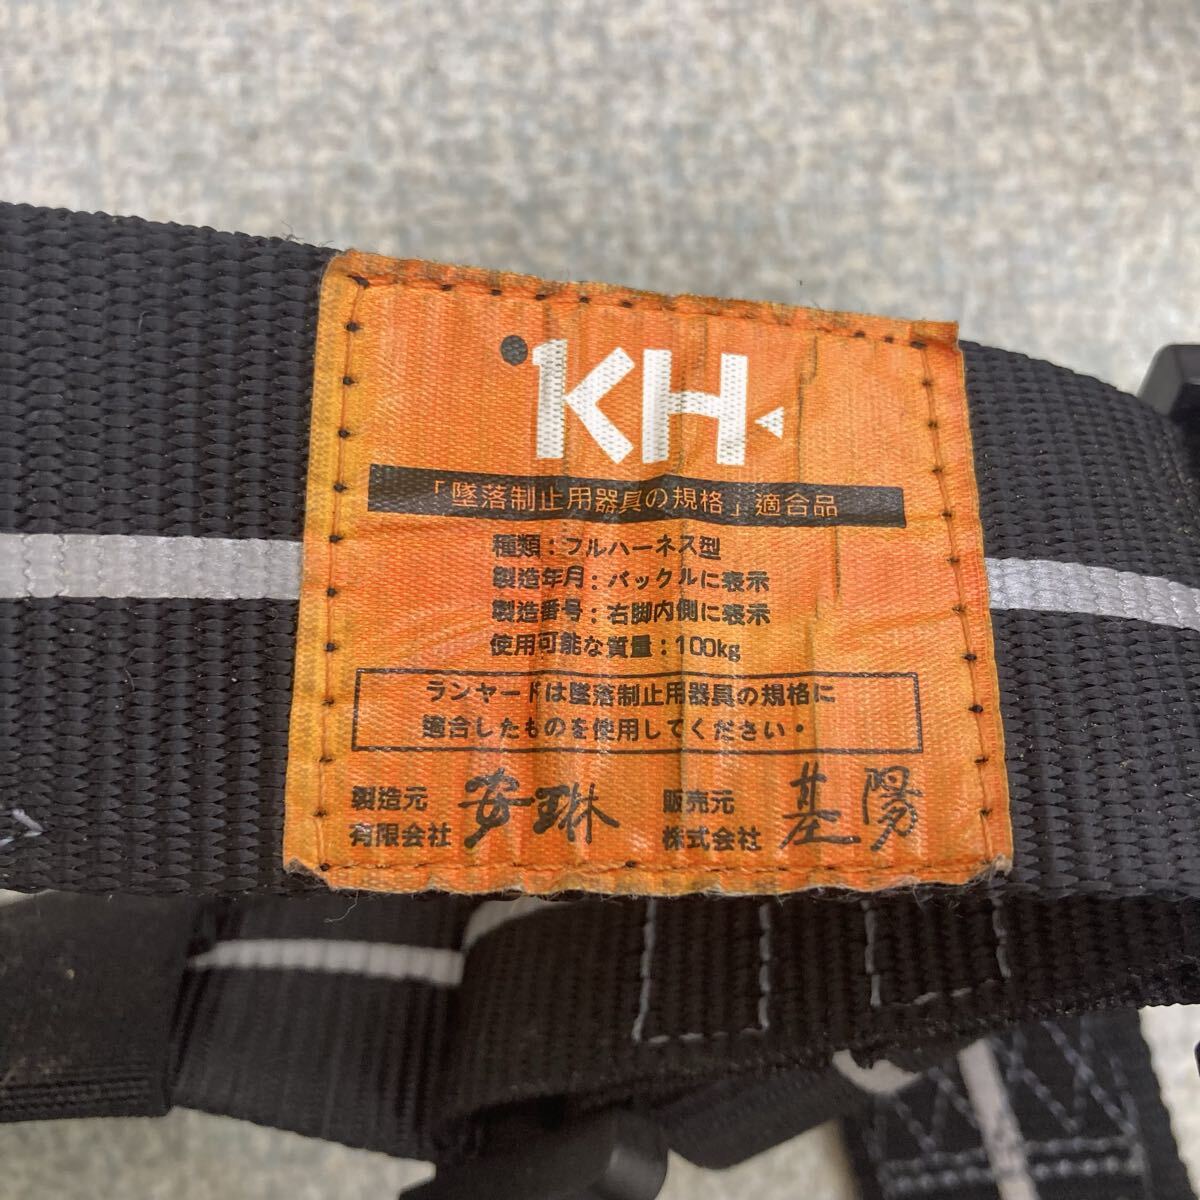 KH
「墜落制止用器具の規格」適合品
種類:フルハーネス型
製造年月:バックルに表示
製造番号:右脚内側に表示
使用可能な質量:100kg
ランヤードは墜落制止用器具の規格に
適合したものを使用してください・
製造元
有限会社 安琳
販売元
株式会社 基陽